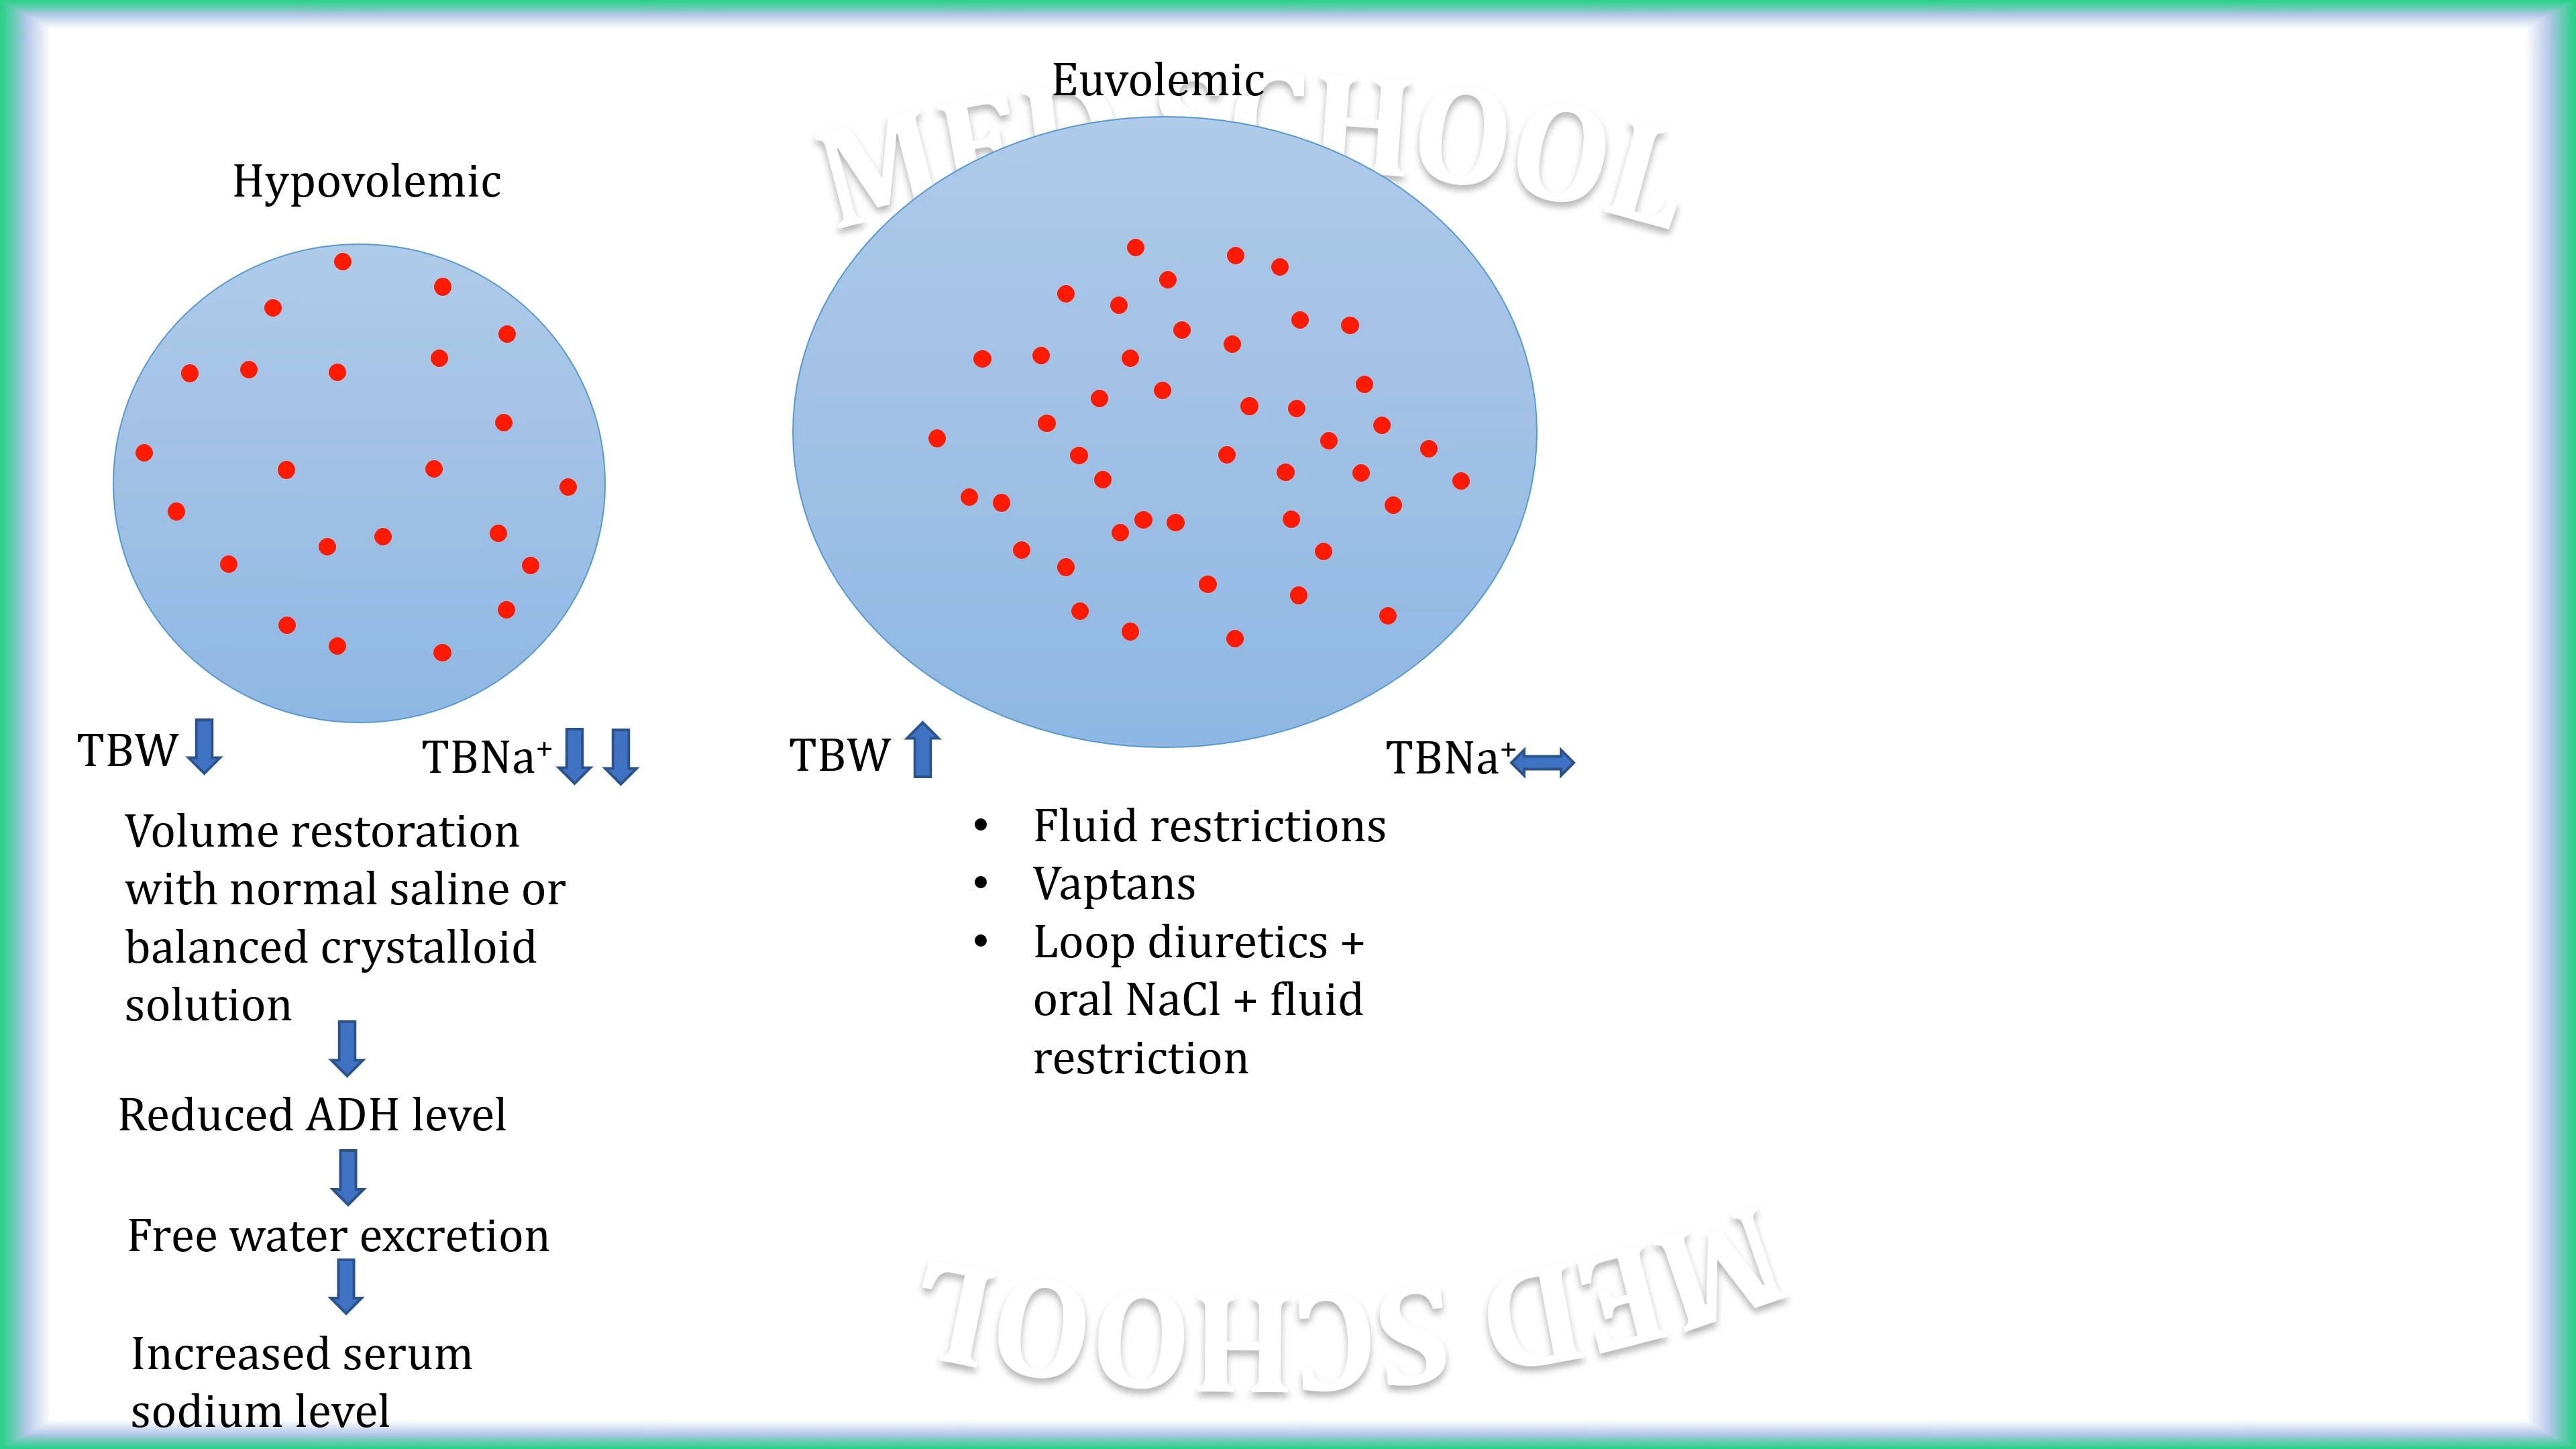 MED SCHOOL
Euvolemic
Hypovolemic
TBW
TBNa⁺
TBW
TBNa⁺
Volume restoration
with normal saline or
balanced crystalloid
solution
Reduced ADH level
Free water excretion
Increased serum
sodium level
• Fluid restrictions
• Vaptans
• Loop diuretics +
oral NaCl + fluid
restriction
MED SCHOOL